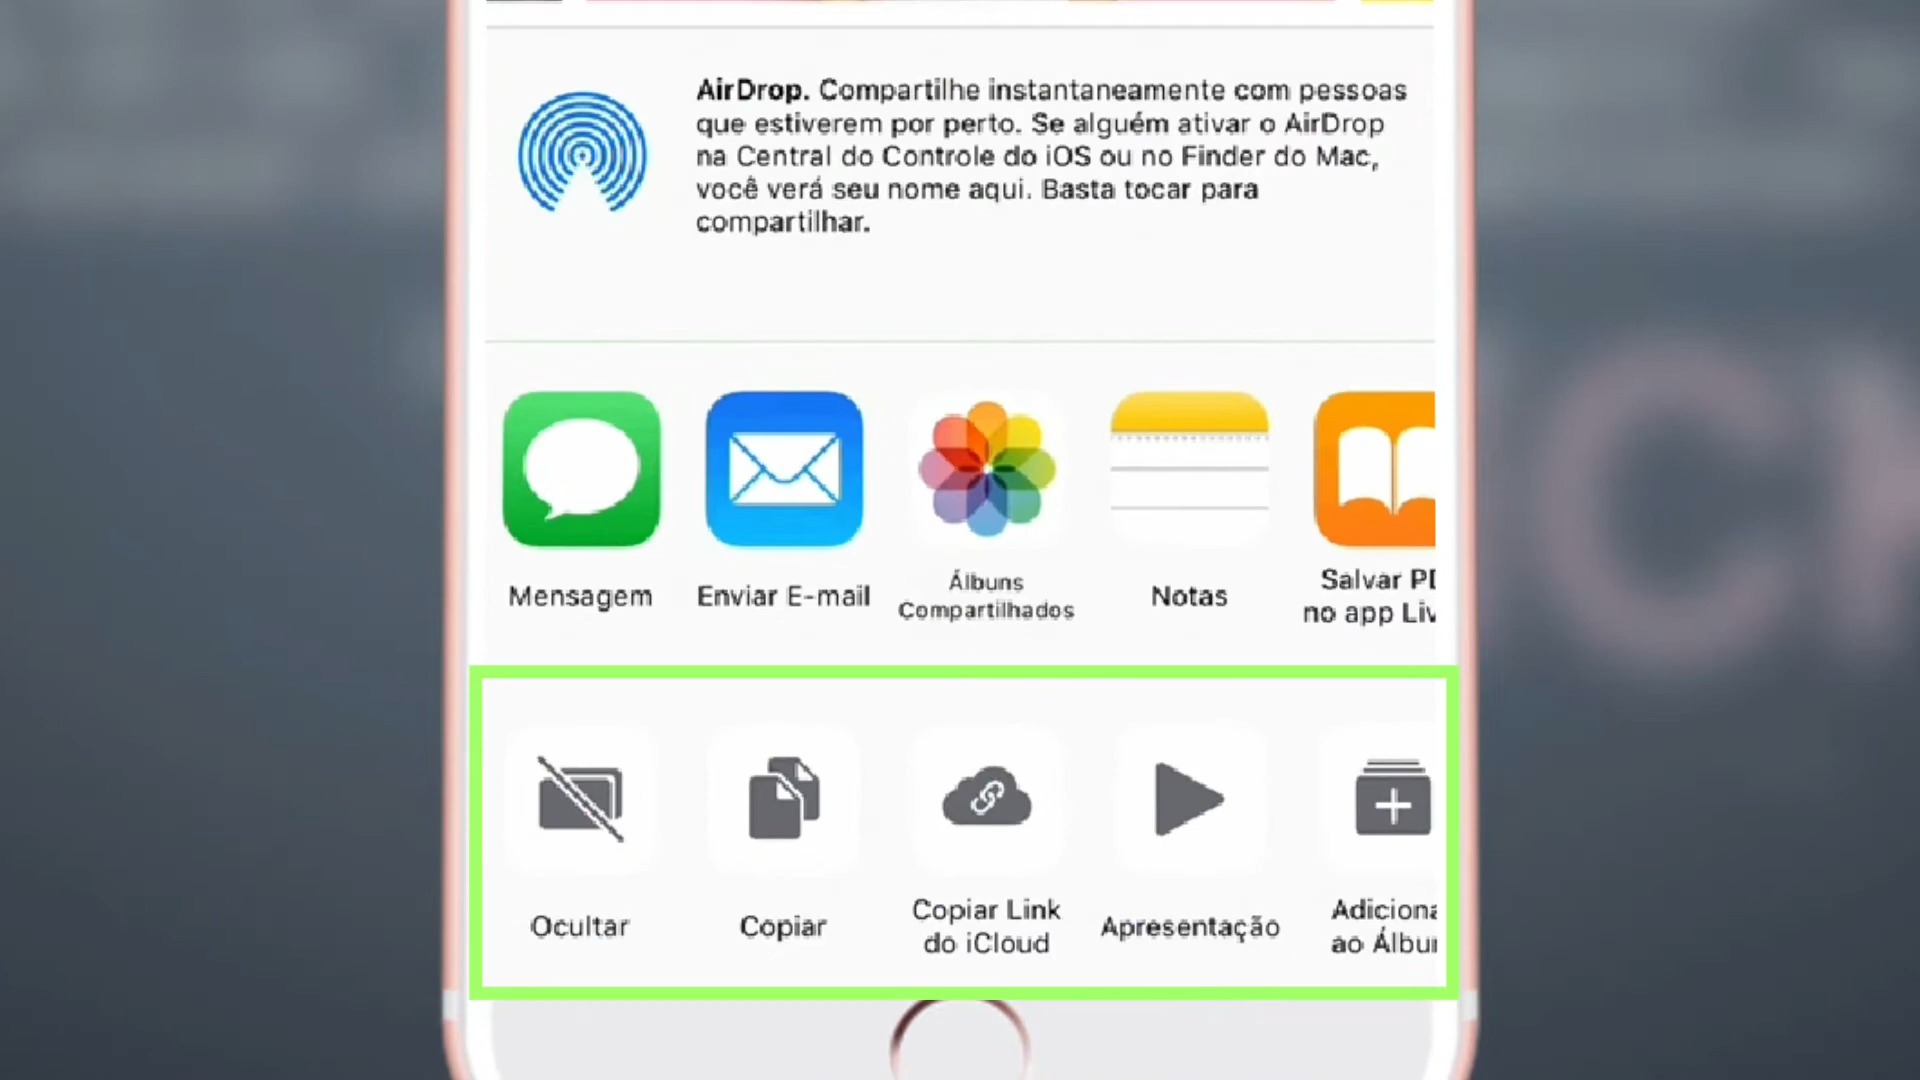 AirDrop. Compartilhe instantaneamente com pessoas
que estiverem por perto. Se alguém ativar o AirDrop
na Central do Controle do iOS ou no Finder do Mac,
você verá seu nome aqui. Basta tocar para
compartilhar.
Mensagem
Enviar E-mail
Álbuns
Compartilhados
Notas
Salvar
no app
Ocultar
Copiar
Copiar Link
do iCloud
Apresentação
Adiciona
ao Álbu